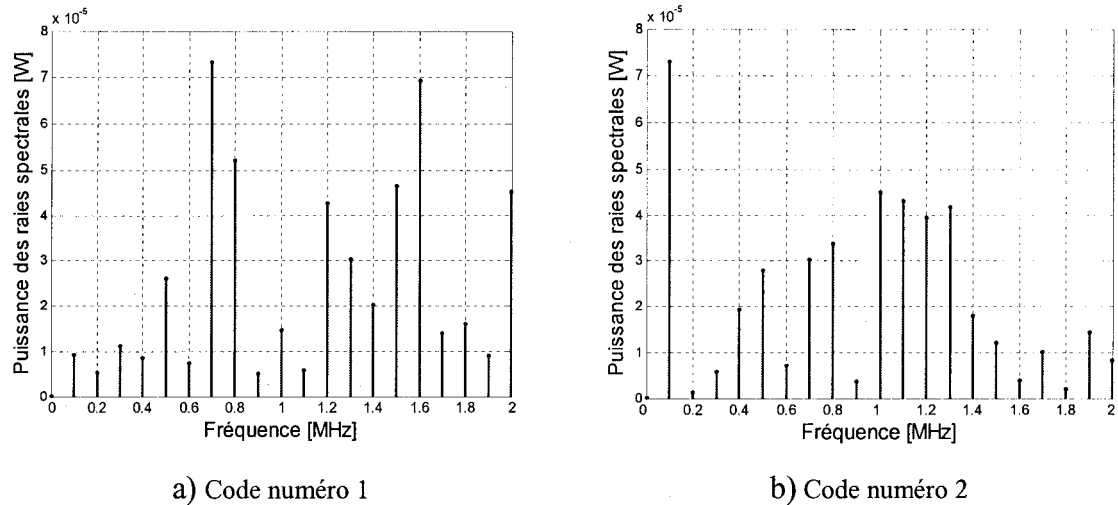 x 10⁻⁵
8
7
6
5
4
3
2
1
0
0 0.2 0.4 0.6 0.8 1 1.2 1.4 1.6 1.8 2
Puissance des raies spectrales [W]
Fréquence [MHz]
a) Code numéro 1
x 10⁻⁵
8
7
6
5
4
3
2
1
0
0 0.2 0.4 0.6 0.8 1 1.2 1.4 1.6 1.8 2
Puissance des raies spectrales [W]
Fréquence [MHz]
b) Code numéro 2